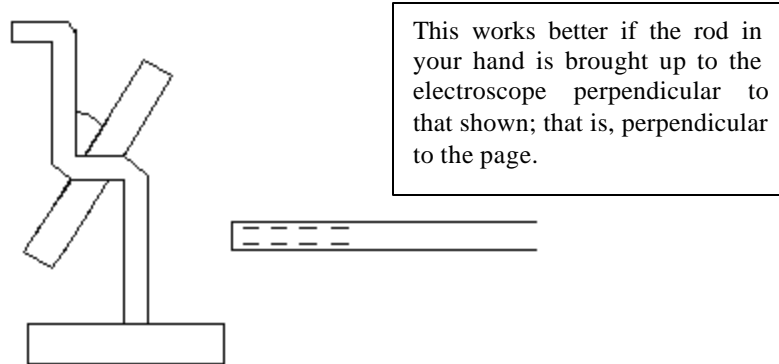 This works better if the rod in
your hand is brought up to the
electroscope perpendicular to
that shown; that is, perpendicular
to the page.